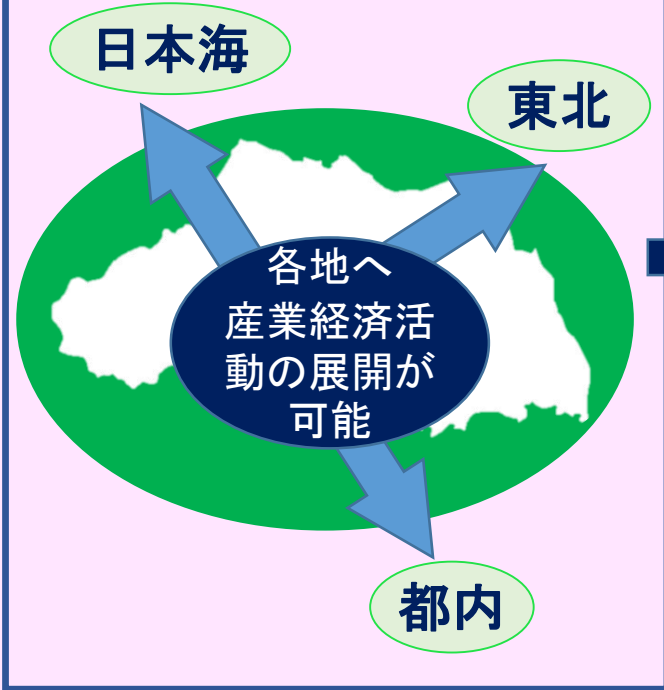 日本海
東北
各地へ
産業経済活
動の展開が
可能
都内